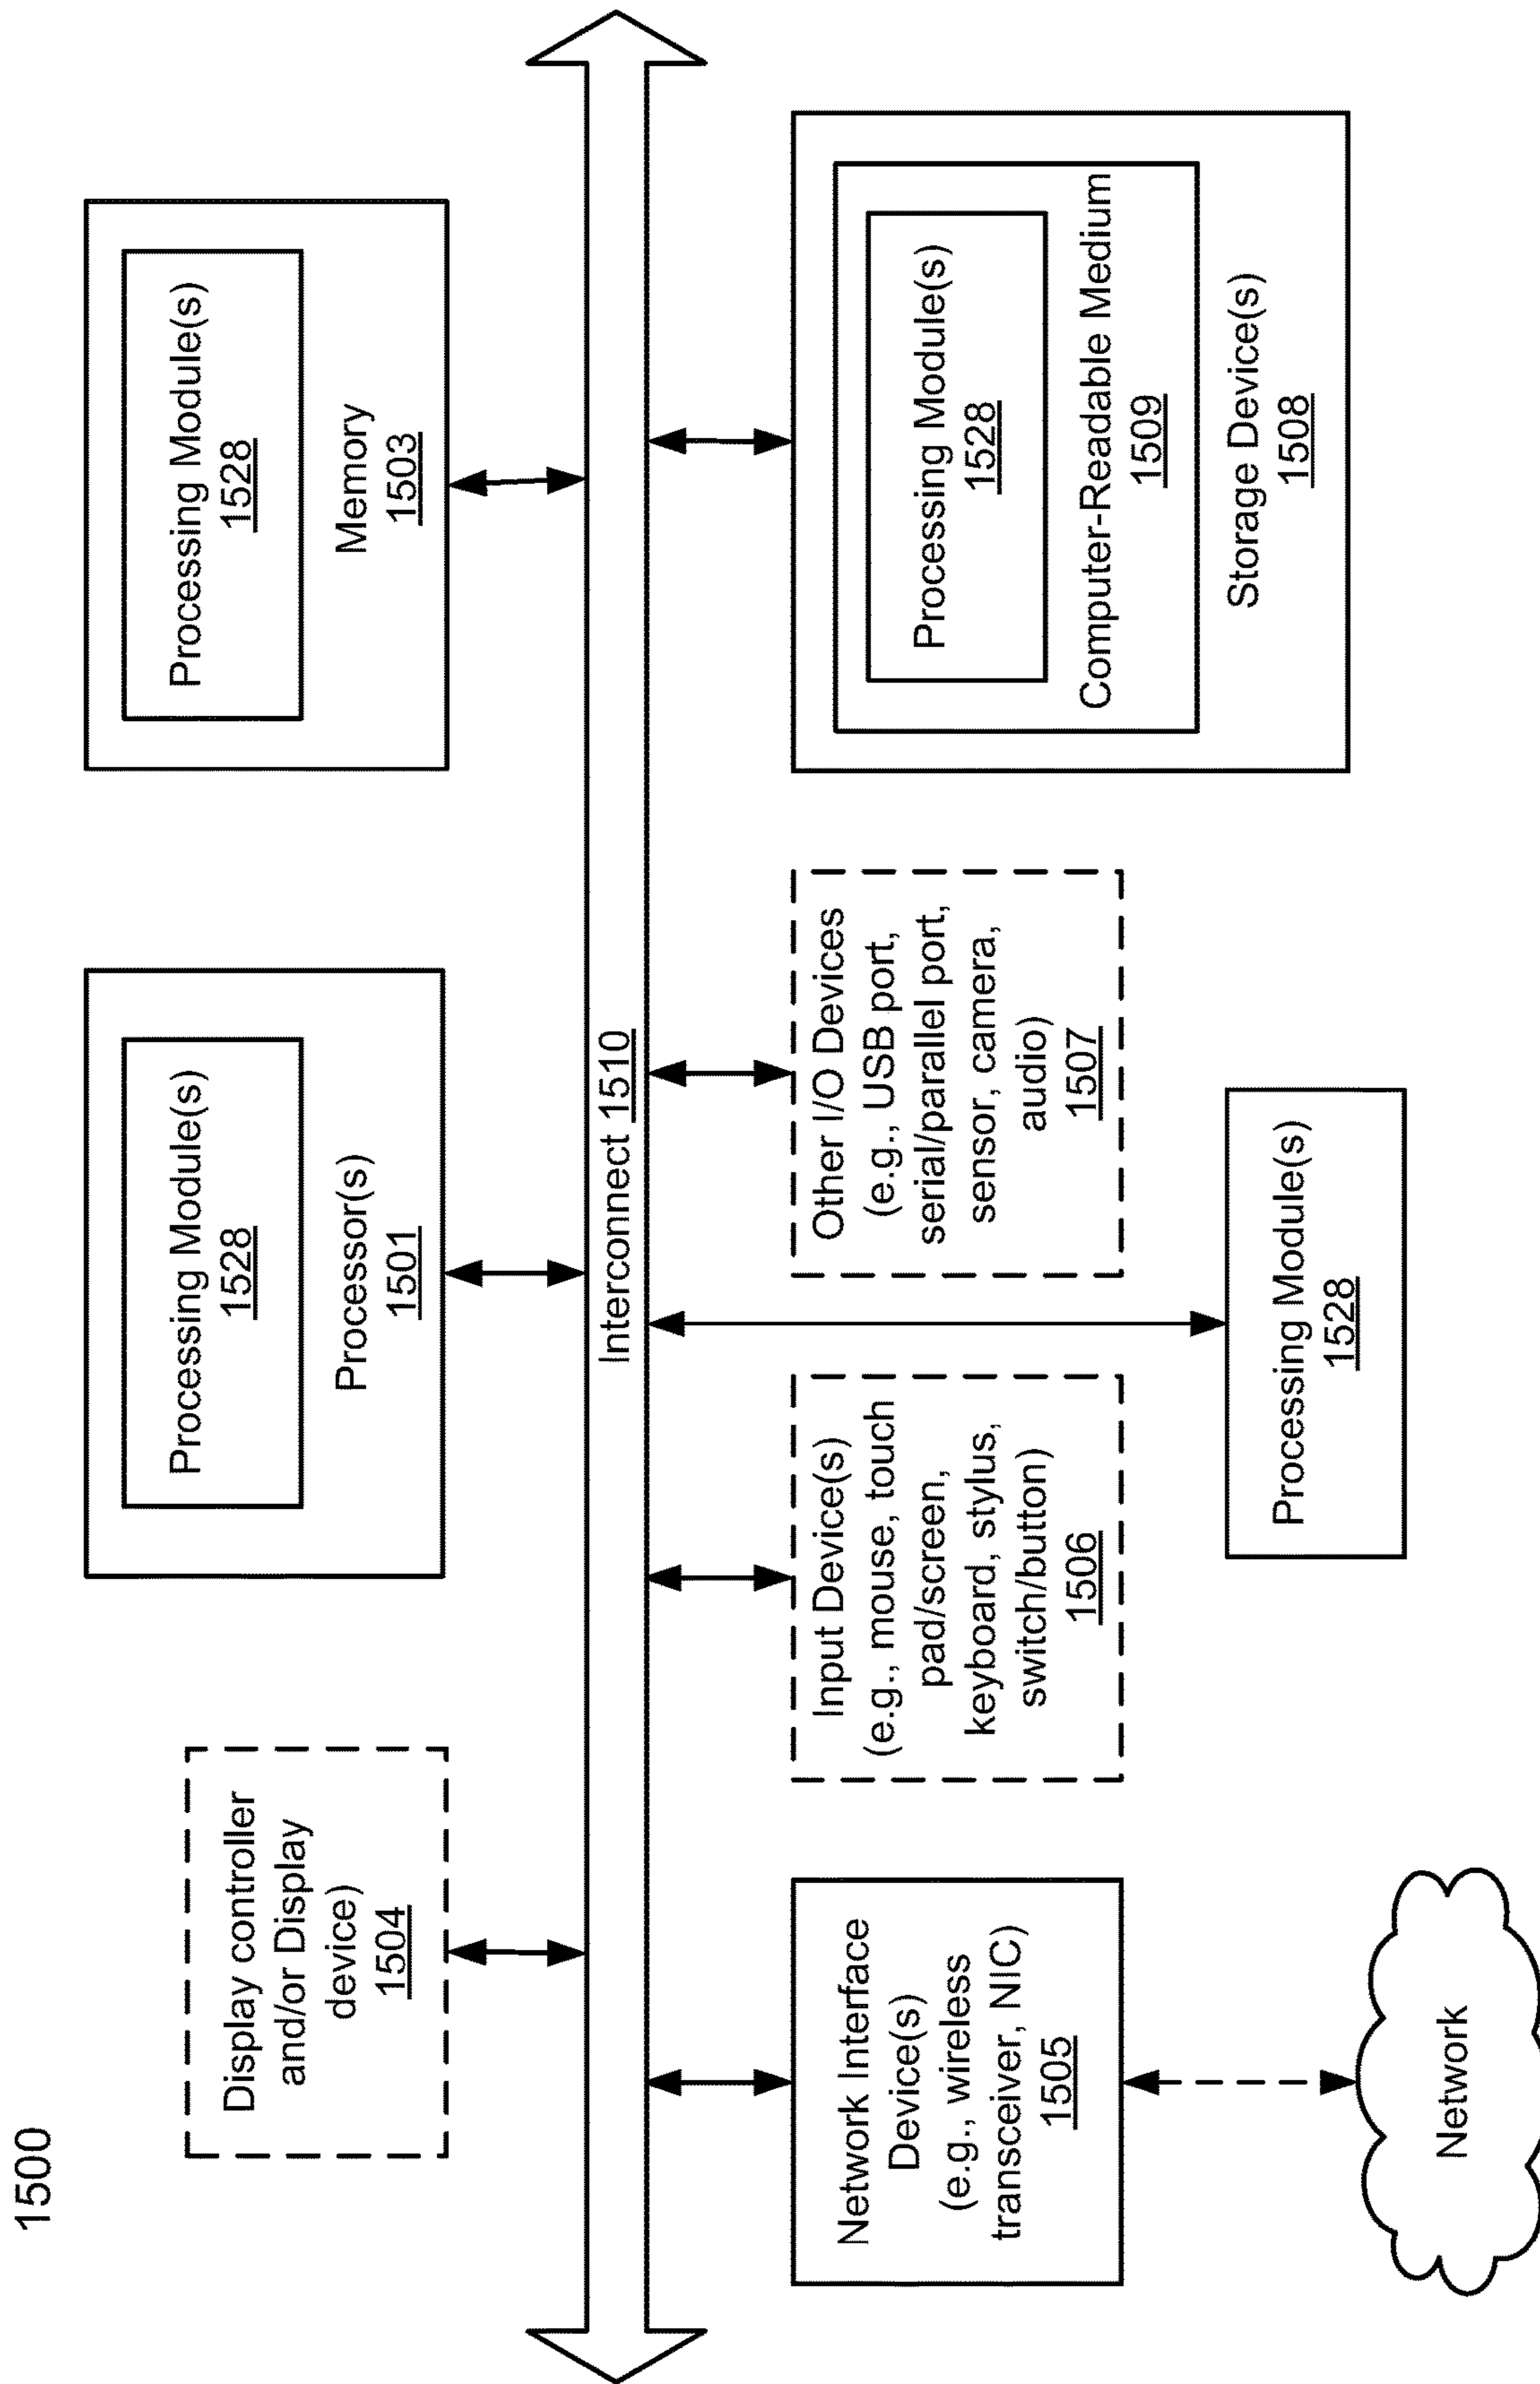 1500
Display controller
and/or Display
device)
1504
Processing Module(s)
1528
Processor(s)
1501
Processing Module(s)
1528
Memory
1503
Interconnect 1510
Network Interface
Device(s)
(e.g., wireless
transceiver, NIC)
1505
Input Device(s)
(e.g., mouse, touch
pad/screen,
keyboard, stylus,
switch/button)
1506
Other I/O Devices
(e.g., USB port,
serial/parallel port,
sensor, camera,
audio)
1507
Processing Module(s)
1528
Computer-Readable Medium
1509
Storage Device(s)
1508
Processing Module(s)
1528
Network